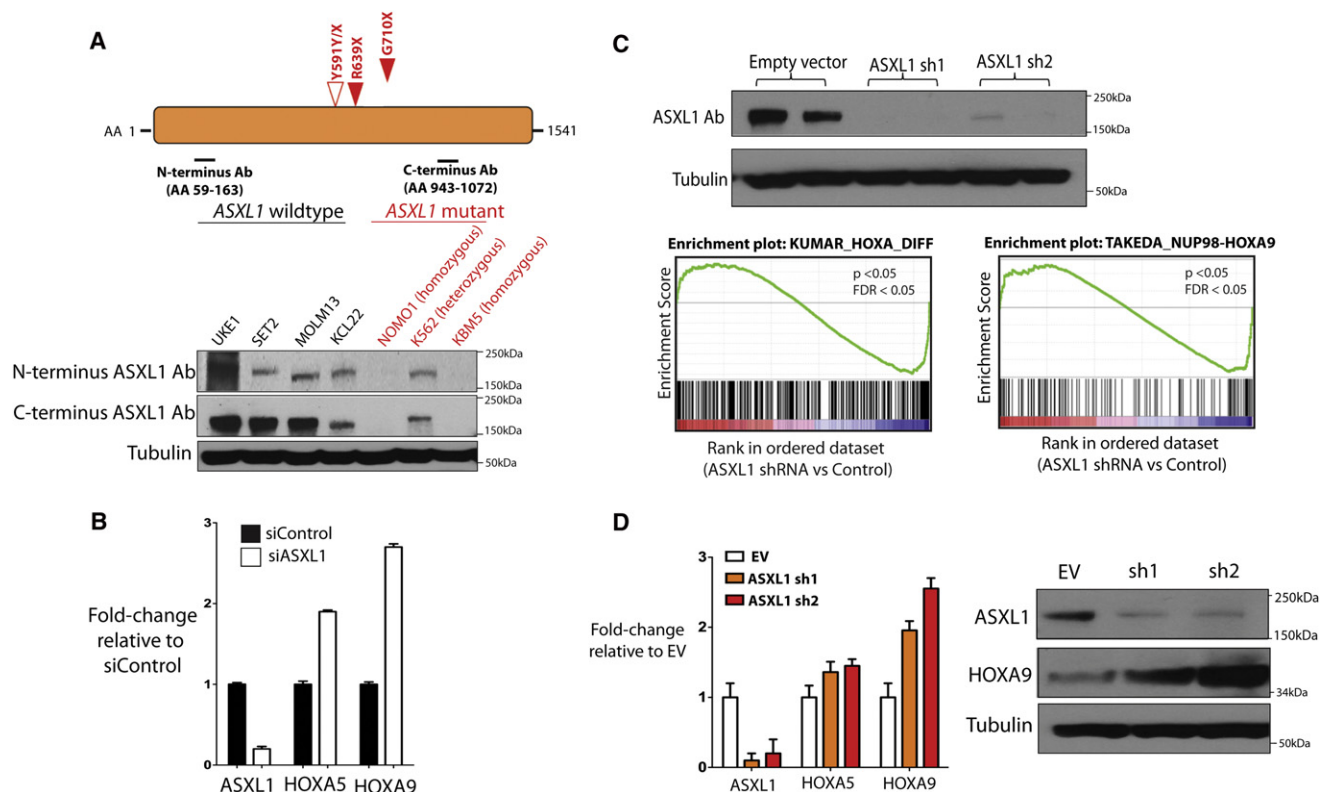 A
Y591Y/X
R639X
G710X
AA 1
1541
N-terminus Ab
(AA 59-163)
C-terminus Ab
(AA 943-1072)
ASXL1 wildtype
ASXL1 mutant
UKE1
SET2
MOLM13
KCL22
NOMO1 (homozygous)
K562 (heterozygous)
KBM5 (homozygous)
N-terminus ASXL1 Ab
250kDa
150kDa
C-terminus ASXL1 Ab
250kDa
150kDa
Tubulin
50kDa
B
3
2
1
0
siControl
siASXL1
Fold-change
relative to
siControl
ASXL1
HOXA5
HOXA9
C
Empty vector
ASXL1 sh1
ASXL1 sh2
ASXL1 Ab
250kDa
150kDa
Tubulin
50kDa
Enrichment plot: KUMAR_HOXA_DIFF
Enrichment Score
p <0.05
FDR < 0.05
Rank in ordered dataset
(ASXL1 shRNA vs Control)
Enrichment plot: TAKEDA_NUP98-HOXA9
Enrichment Score
p <0.05
FDR < 0.05
Rank in ordered dataset
(ASXL1 shRNA vs Control)
D
3
2
1
0
EV
ASXL1 sh1
ASXL1 sh2
Fold-change
relative to EV
ASXL1
HOXA5
HOXA9
EV
sh1
sh2
ASXL1
250kDa
150kDa
HOXA9
34kDa
Tubulin
50kDa